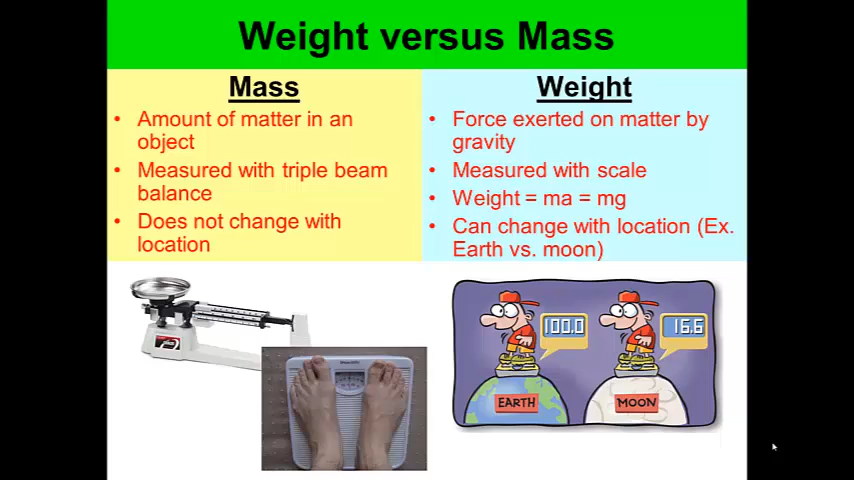 Weight versus Mass
Mass
• Amount of matter in an
object
• Measured with triple beam
balance
• Does not change with
location
Weight
• Force exerted on matter by
gravity
• Measured with scale
• Weight = ma = mg
• Can change with location (Ex.
Earth vs. moon)
100.0
16.6
EARTH
MOON